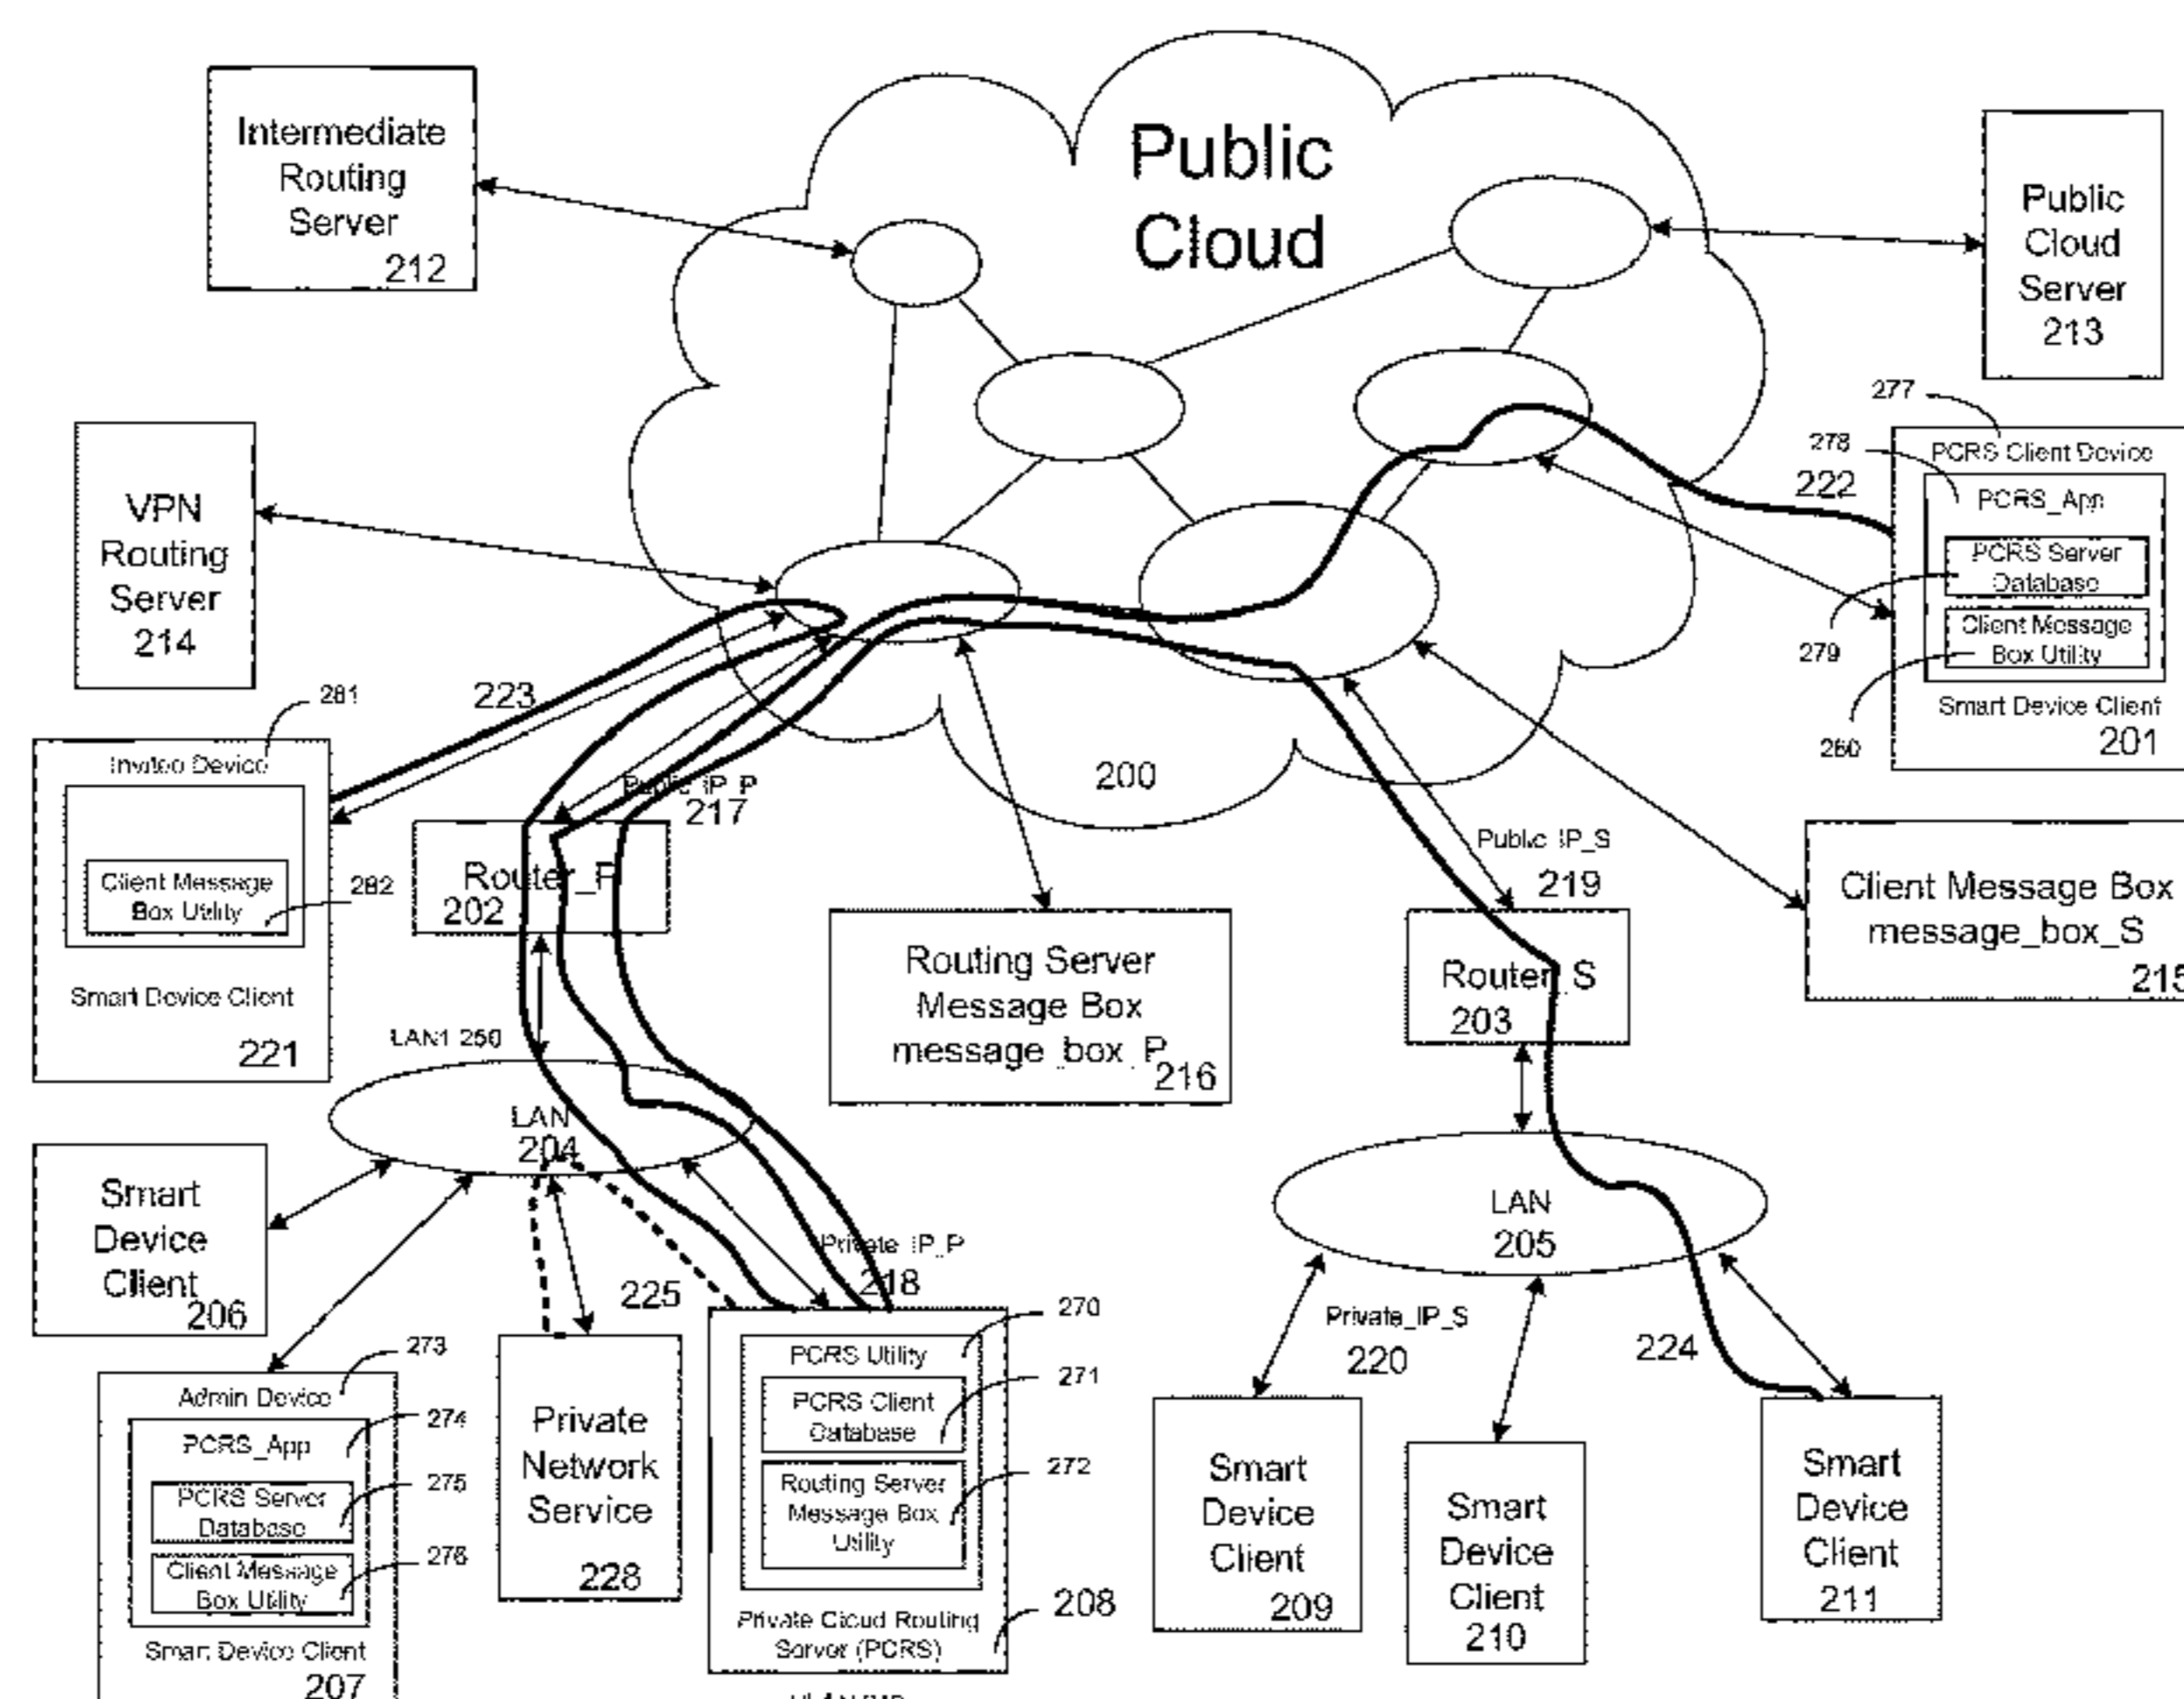 Public
Cloud
Intermediate
Routing
Server
212
Public
Cloud
Server
213
VPN
Routing
Server
214
277
278
222
PCRS Client Device
PCRS_App
PCRS Server
Database
279
Client Message
Box Utility
260
Smart Device Client
201
223
281
Invitee Device
Client Message
Box Utility
282
Smart Device Client
221
Public_IP_P
217
200
Router_P
202
Public_IP_S
219
Client Message Box
message_box_S
215
Routing Server
Message Box
message_box_P
216
Router_S
203
LAN1 250
LAN
204
LAN
205
Smart
Device
Client
206
Private_IP_P
218
225
Private_IP_S
220
224
273
Admin Device
274
PCRS_App
275
PCRS Server
Database
276
Client Message
Box Utility
Smart Device Client
207
Private
Network
Service
228
270
PCRS Utility
271
PCRS Client
Database
272
Routing Server
Message Box
Utility
208
Private Cloud Routing
Server (PCRS)
Smart
Device
Client
209
Smart
Device
Client
210
Smart
Device
Client
211